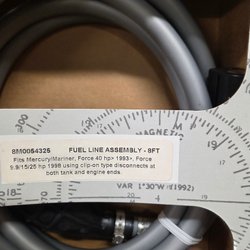 MAGNETIC
8M0054325 FUEL LINE ASSEMBLY - 8FT
Fits Mercury/Mariner, Force 40 hp> 1993>, Force
9.9/15/25 hp 1998 using clip-on type disconnects at
both tank and engine ends.
VAR 1°30'W (1992)